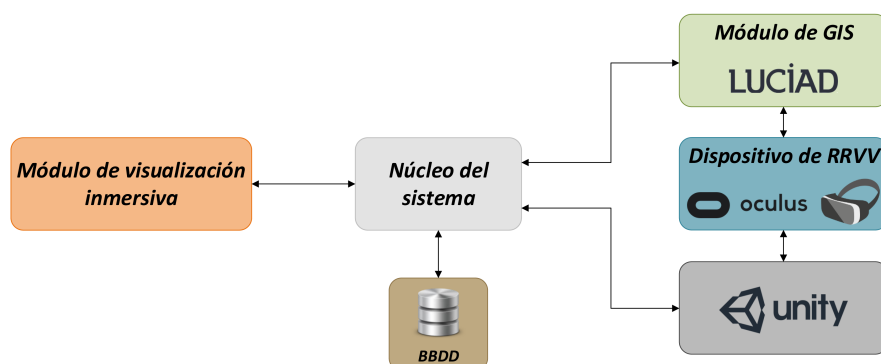 Módulo de GIS
LUCIAD
Módulo de visualización
inmersiva
Núcleo del
sistema
Dispositivo de RRVV
oculus
unity
BBDD